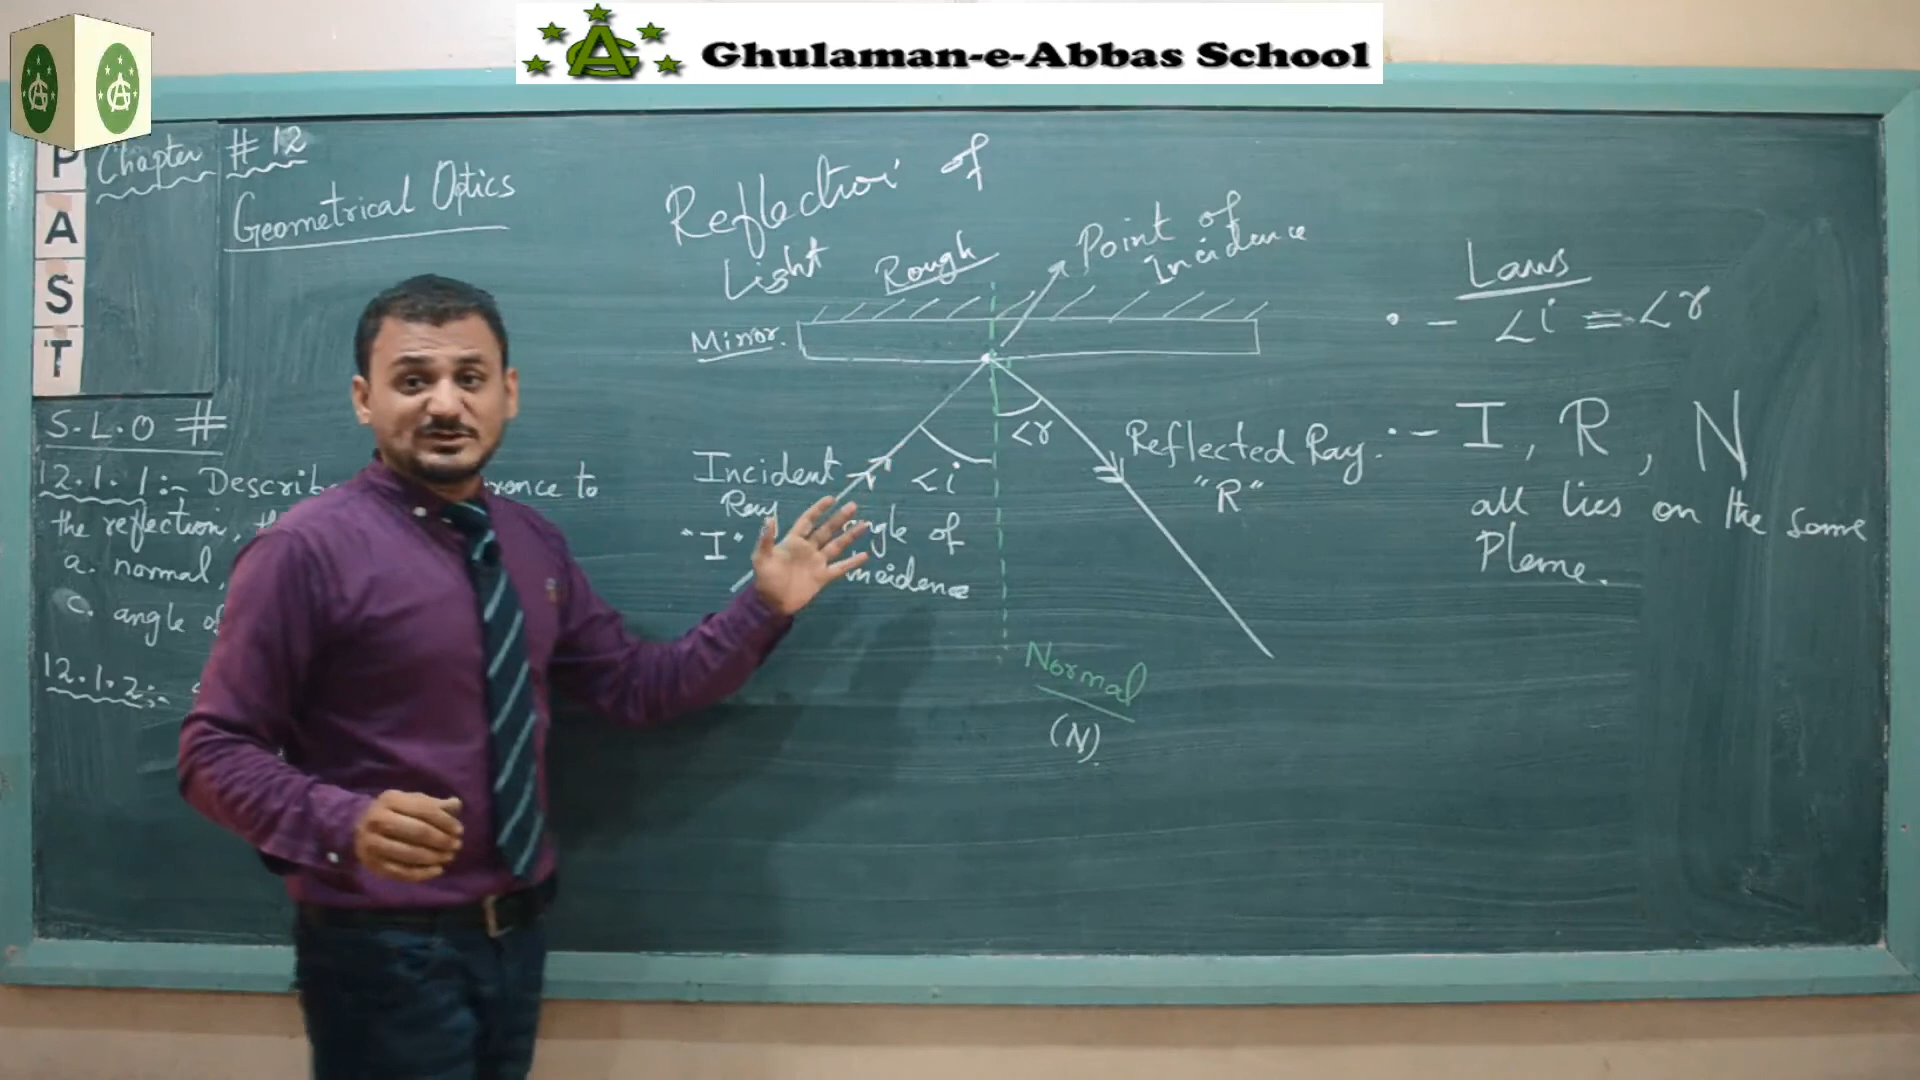 Ghulaman-e-Abbas School
P
A
S
T
Chapter # 12
Geometrical Optics
S.L.O #
12.1.1:- Describe to
the reflection,
a. normal,
c. angle of
12.1.2:-
Reflection of
Light
Rough
Point of
Incidence
Mirror.
Incident
Ray
"I"
<i
angle of
incidence
<r
Reflected Ray.
"R"
Normal
(N)
Laws
• - <i = <r
• - I, R, N
all lies on the same
Plane.